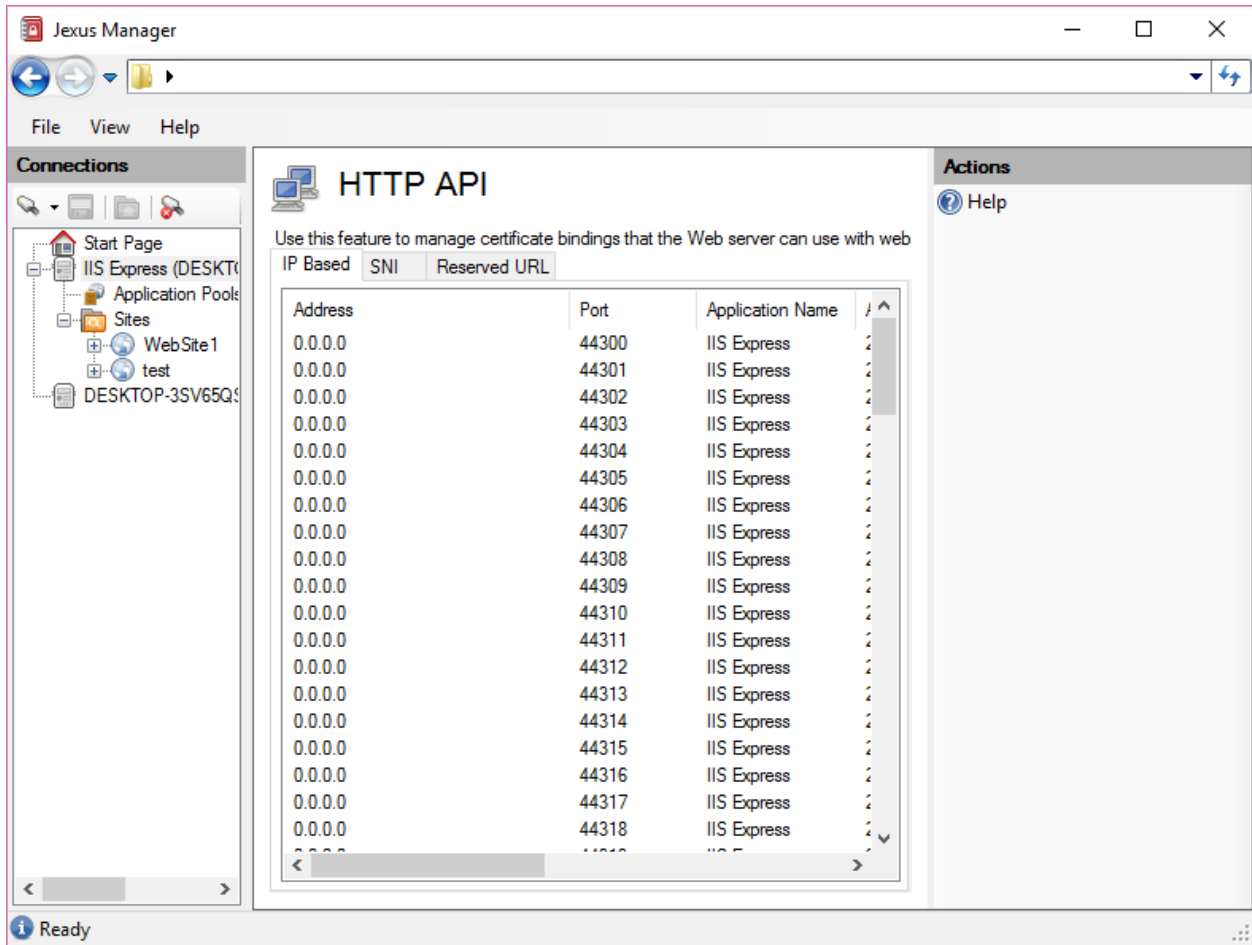 Jexus Manager
File View Help
Connections
Start Page
IIS Express (DESKT
Application Pools
Sites
WebSite1
test
DESKTOP-3SV65QS
HTTP API
Use this feature to manage certificate bindings that the Web server can use with web
IP Based SNI Reserved URL
Address Port Application Name
0.0.0.0 44300 IIS Express
0.0.0.0 44301 IIS Express
0.0.0.0 44302 IIS Express
0.0.0.0 44303 IIS Express
0.0.0.0 44304 IIS Express
0.0.0.0 44305 IIS Express
0.0.0.0 44306 IIS Express
0.0.0.0 44307 IIS Express
0.0.0.0 44308 IIS Express
0.0.0.0 44309 IIS Express
0.0.0.0 44310 IIS Express
0.0.0.0 44311 IIS Express
0.0.0.0 44312 IIS Express
0.0.0.0 44313 IIS Express
0.0.0.0 44314 IIS Express
0.0.0.0 44315 IIS Express
0.0.0.0 44316 IIS Express
0.0.0.0 44317 IIS Express
0.0.0.0 44318 IIS Express
Actions
Help
Ready